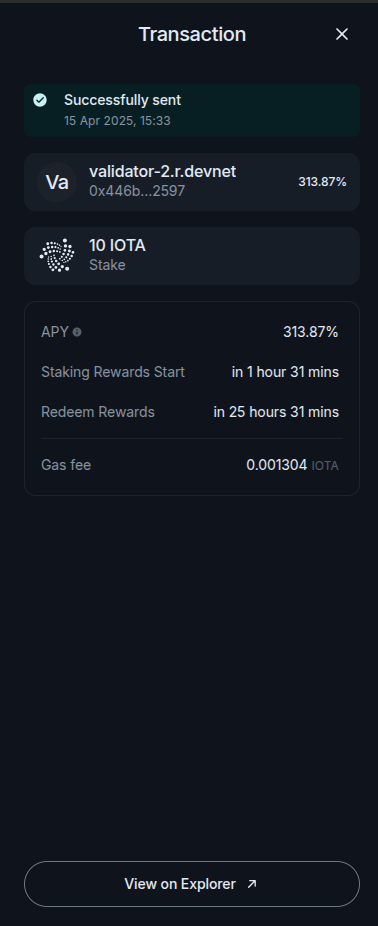 Transaction
Successfully sent
15 Apr 2025, 15:33
Va
validator-2.r.devnet
0x446b...2597
313.87%
10 IOTA
Stake
APY 313.87%
Staking Rewards Start in 1 hour 31 mins
Redeem Rewards in 25 hours 31 mins
Gas fee 0.001304 IOTA
View on Explorer